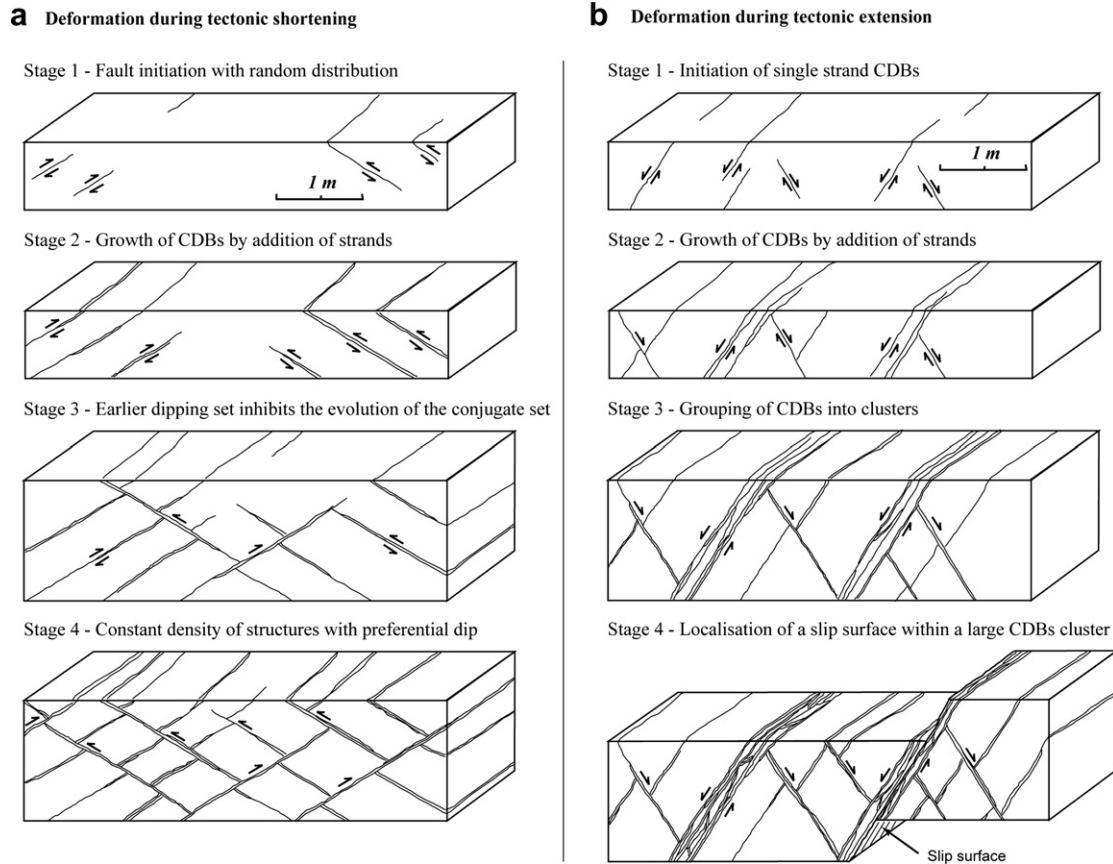 a Deformation during tectonic shortening
Stage 1 - Fault initiation with random distribution
1 m
Stage 2 - Growth of CDBs by addition of strands
Stage 3 - Earlier dipping set inhibits the evolution of the conjugate set
Stage 4 - Constant density of structures with preferential dip
b Deformation during tectonic extension
Stage 1 - Initiation of single strand CDBs
1 m
Stage 2 - Growth of CDBs by addition of strands
Stage 3 - Grouping of CDBs into clusters
Stage 4 - Localisation of a slip surface within a large CDBs cluster
Slip surface